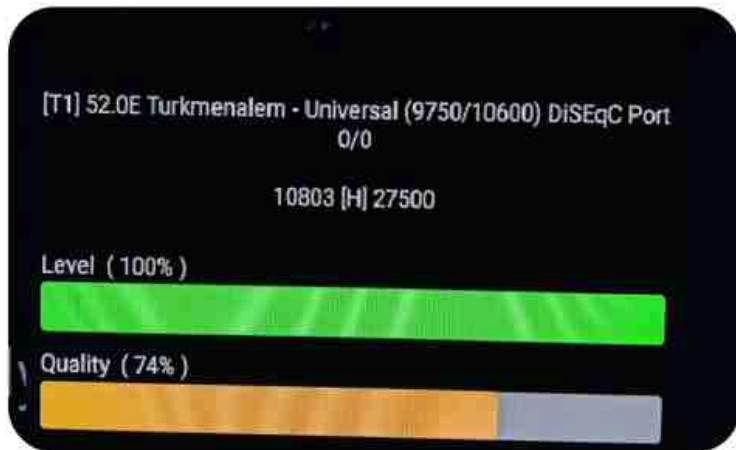 [T1] 52.0E Turkmenalem - Universal (9750/10600) DiSEqC Port
0/0
10803 [H] 27500
Level (100%)
Quality (74%)